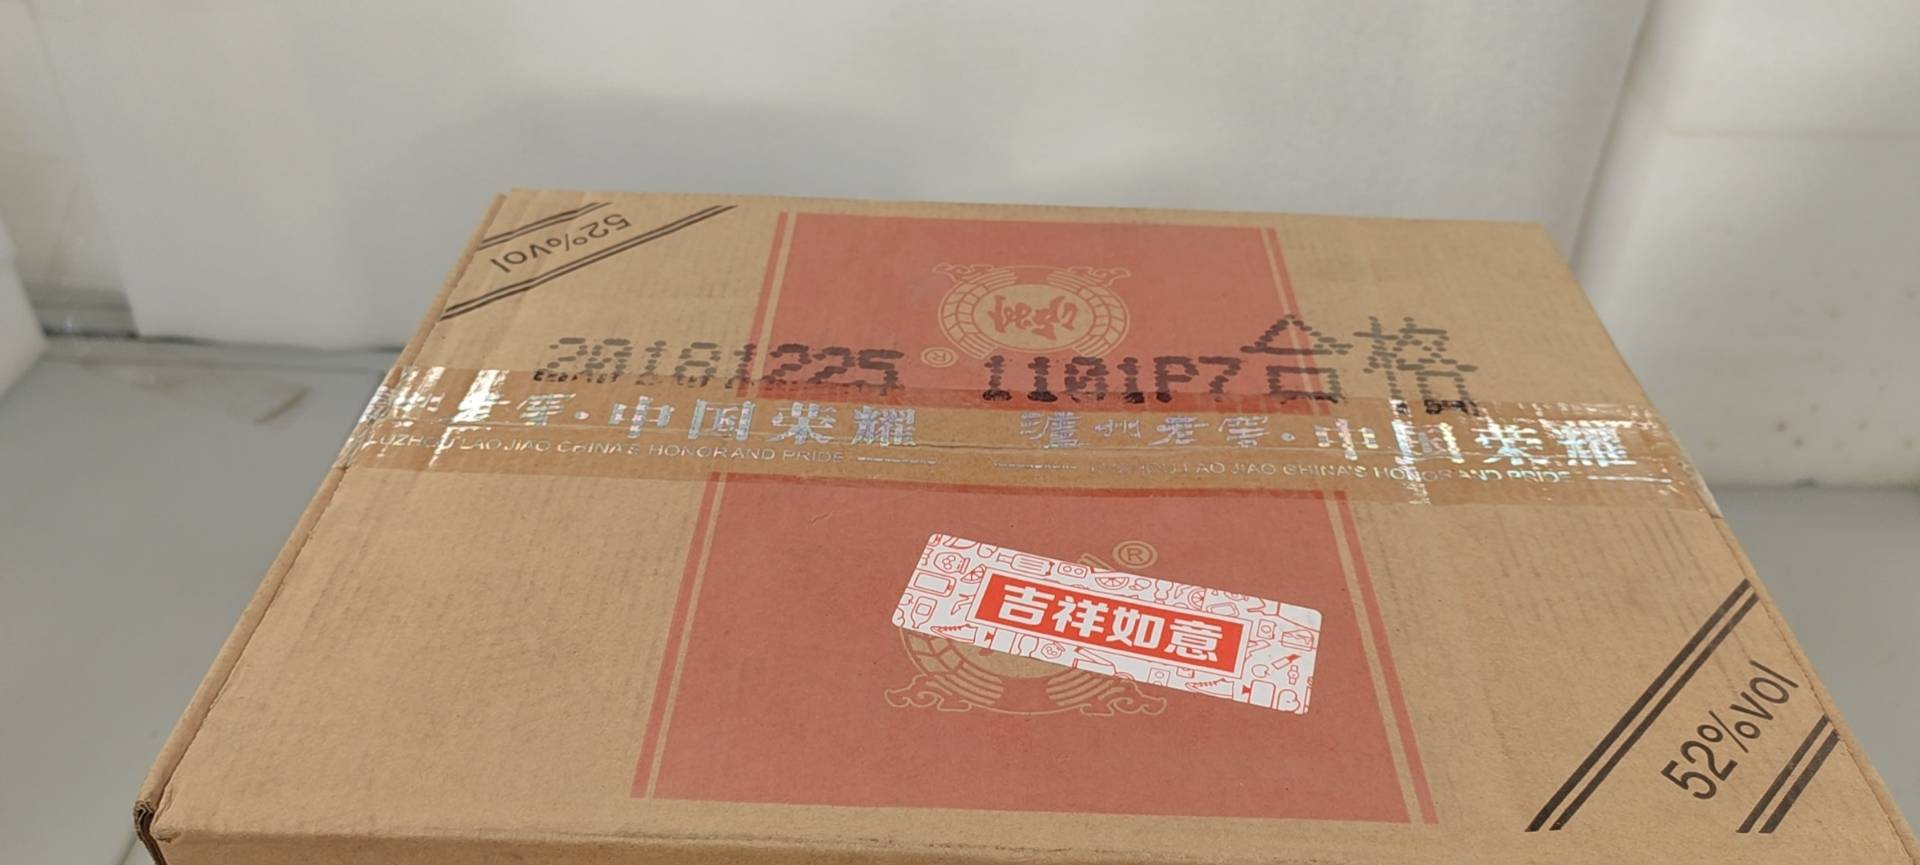 52%vol
20181225 1101P7合格
泸州老窖·中国荣耀 泸州老窖·中国荣耀
LUZHOU LAO JIAO CHINA'S HONOR AND PRIDE LUZHOU LAO JIAO CHINA'S HONOR AND PRIDE
吉祥如意
52%vol